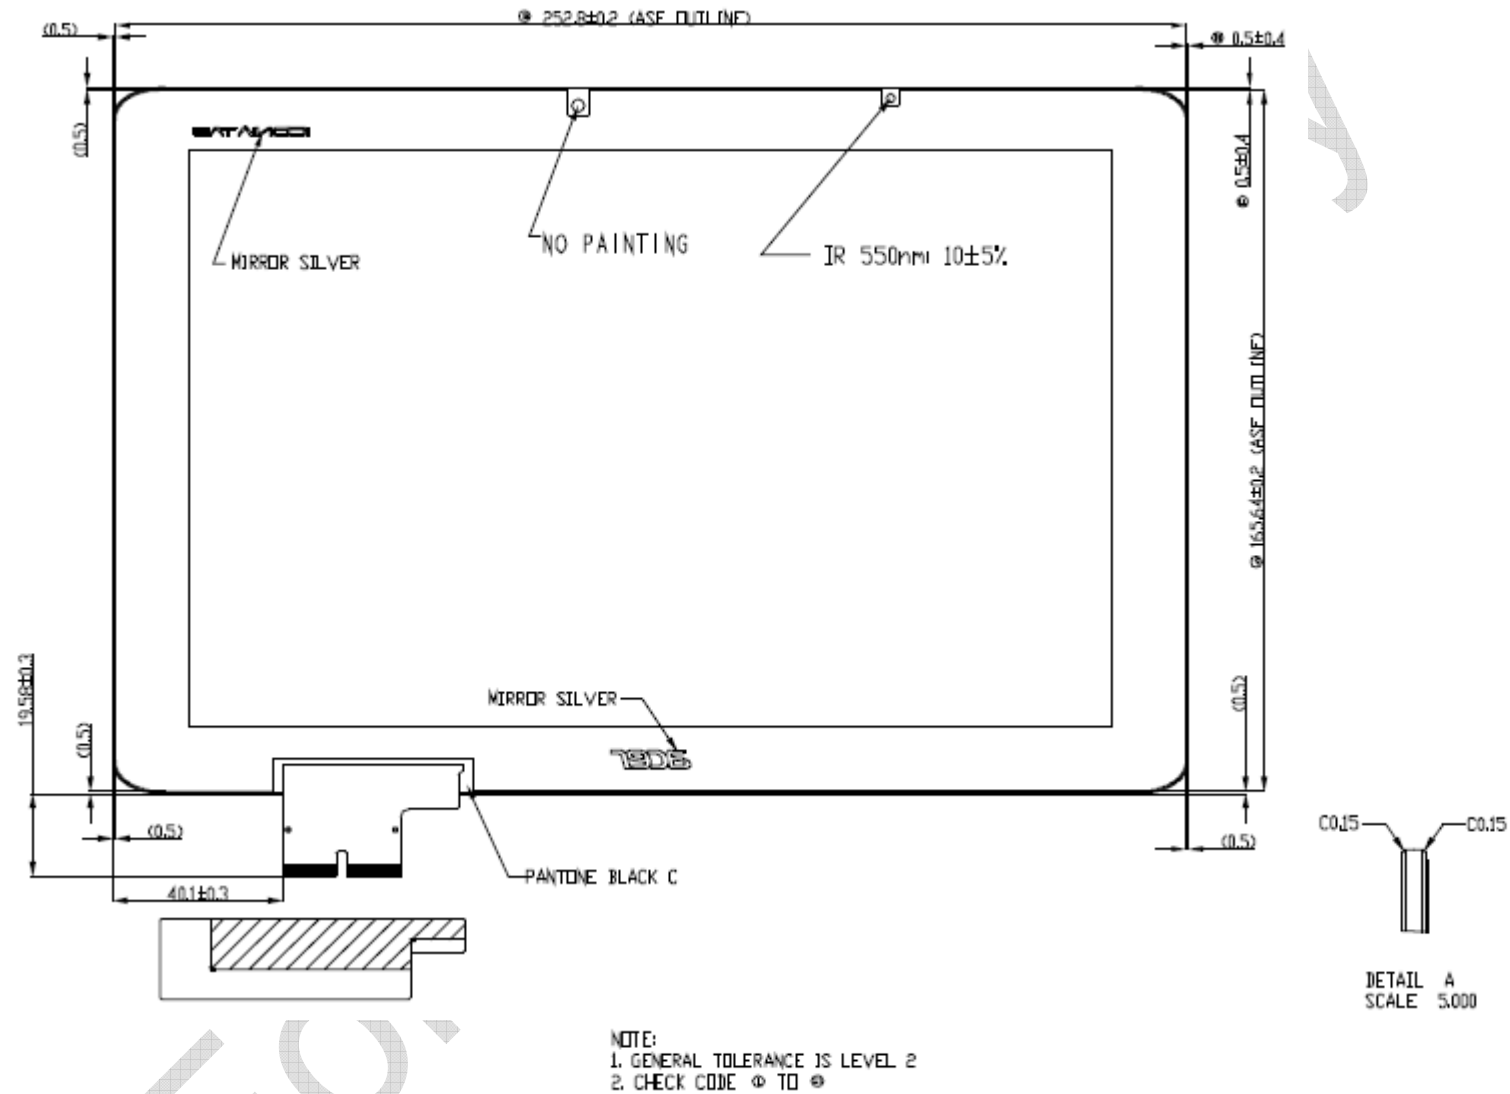 252.8±0.2 (ASF OUTLINE)
(0.5)
0.5±0.4
(0.5)
0.5±0.4
MIRROR SILVER
NO PAINTING
IR 550nm: 10±5%
165.64±0.2 (ASF OUTLINE)
19.58±0.3
(0.5)
MIRROR SILVER
(0.5)
(0.5)
(0.5)
PANTONE BLACK C
40.1±0.3
C0.15
C0.15
DETAIL A
SCALE 5.000
NOTE:
1. GENERAL TOLERANCE IS LEVEL 2
2. CHECK CODE ① TO